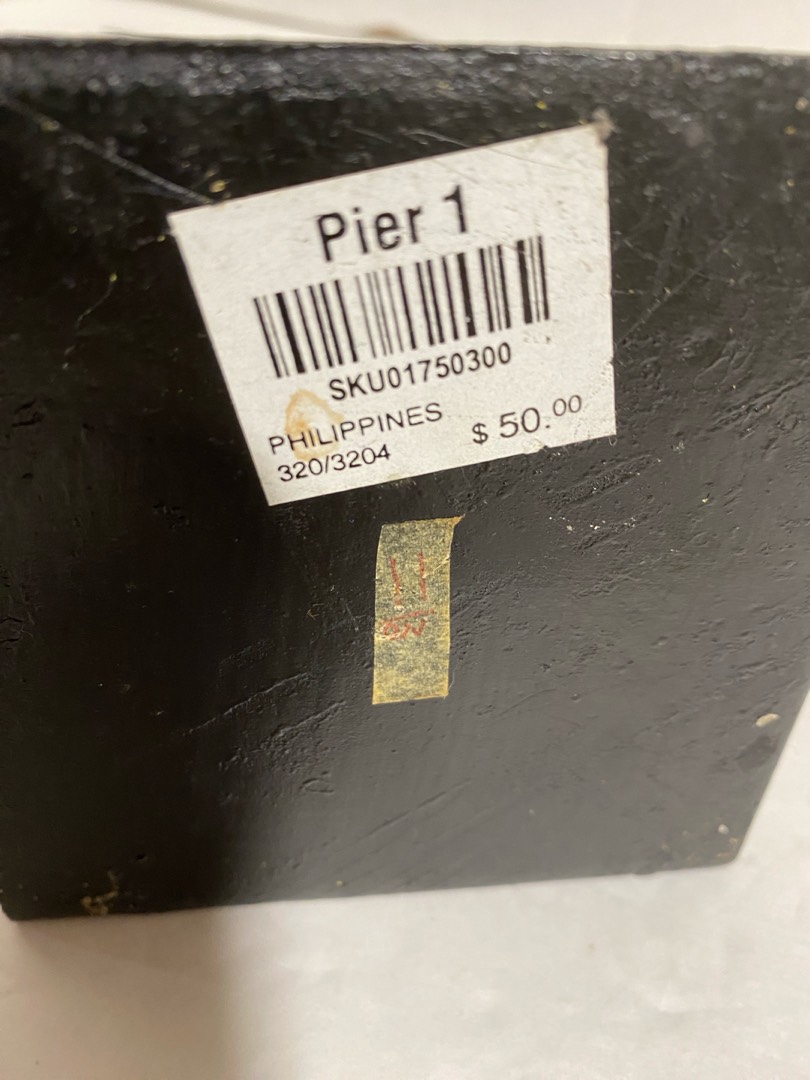 Pier 1
SKU01750300
PHILIPPINES $ 50.00
320/3204